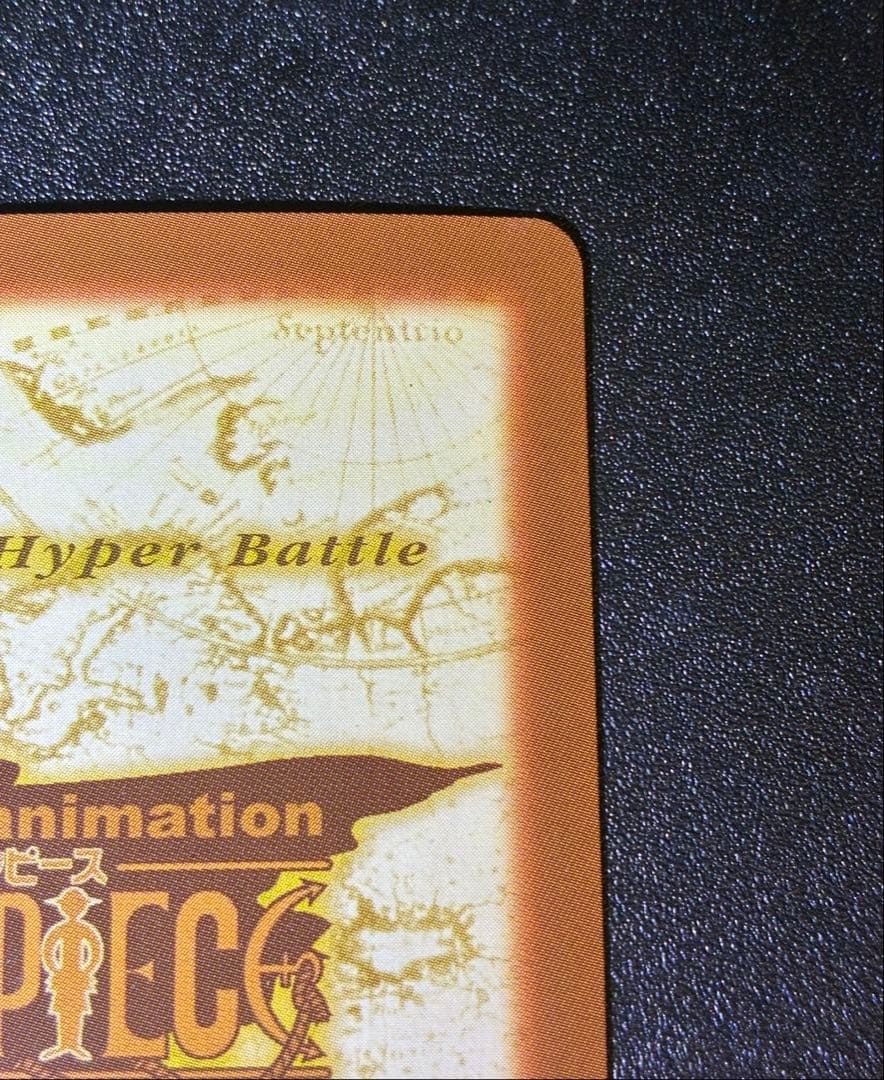 Septentrio
Hyper Battle
animation
ピース
PIECE